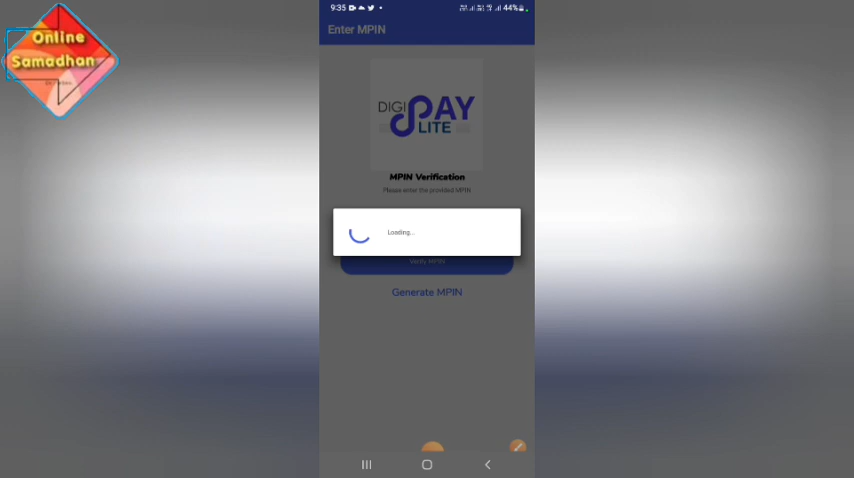 Online
Samadhan
9:35
44%
Enter MPIN
DIGI PAY
LITE
MPIN Verification
Please enter the provided MPIN
Loading...
Verify MPIN
Generate MPIN